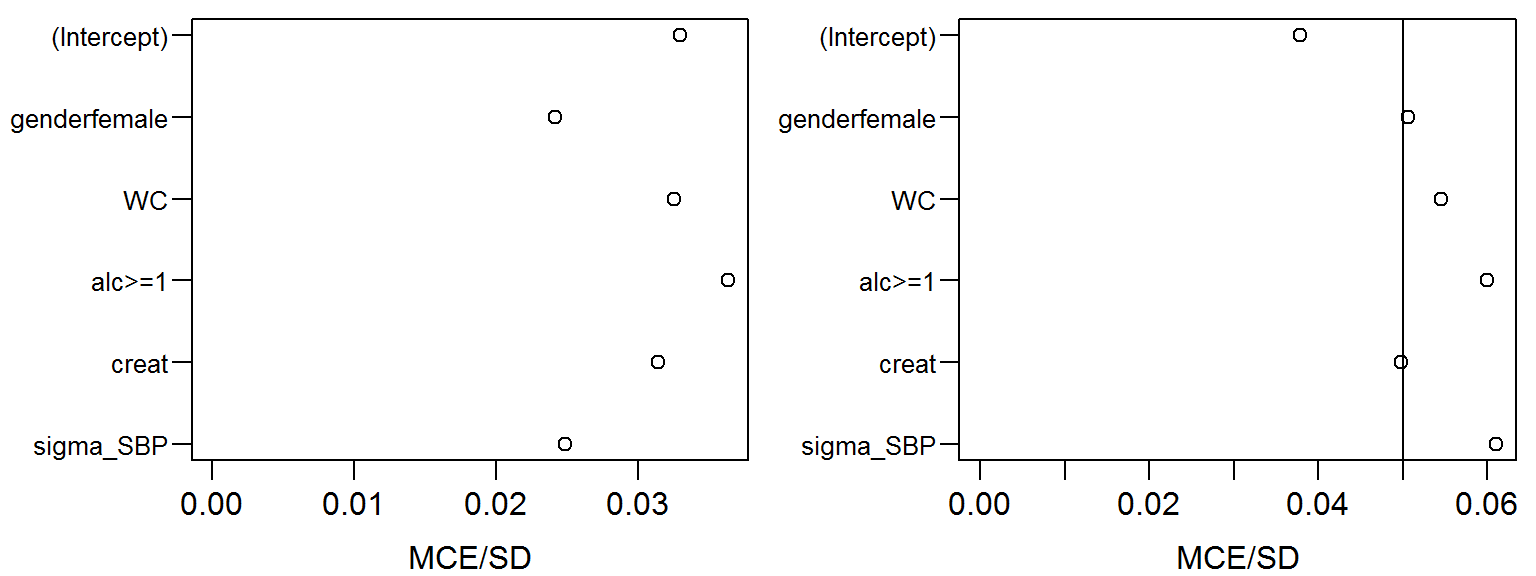 (Intercept)
genderfemale
WC
alc>=1
creat
sigma_SBP
0.00 0.01 0.02 0.03
MCE/SD
(Intercept)
genderfemale
WC
alc>=1
creat
sigma_SBP
0.00 0.02 0.04 0.06
MCE/SD